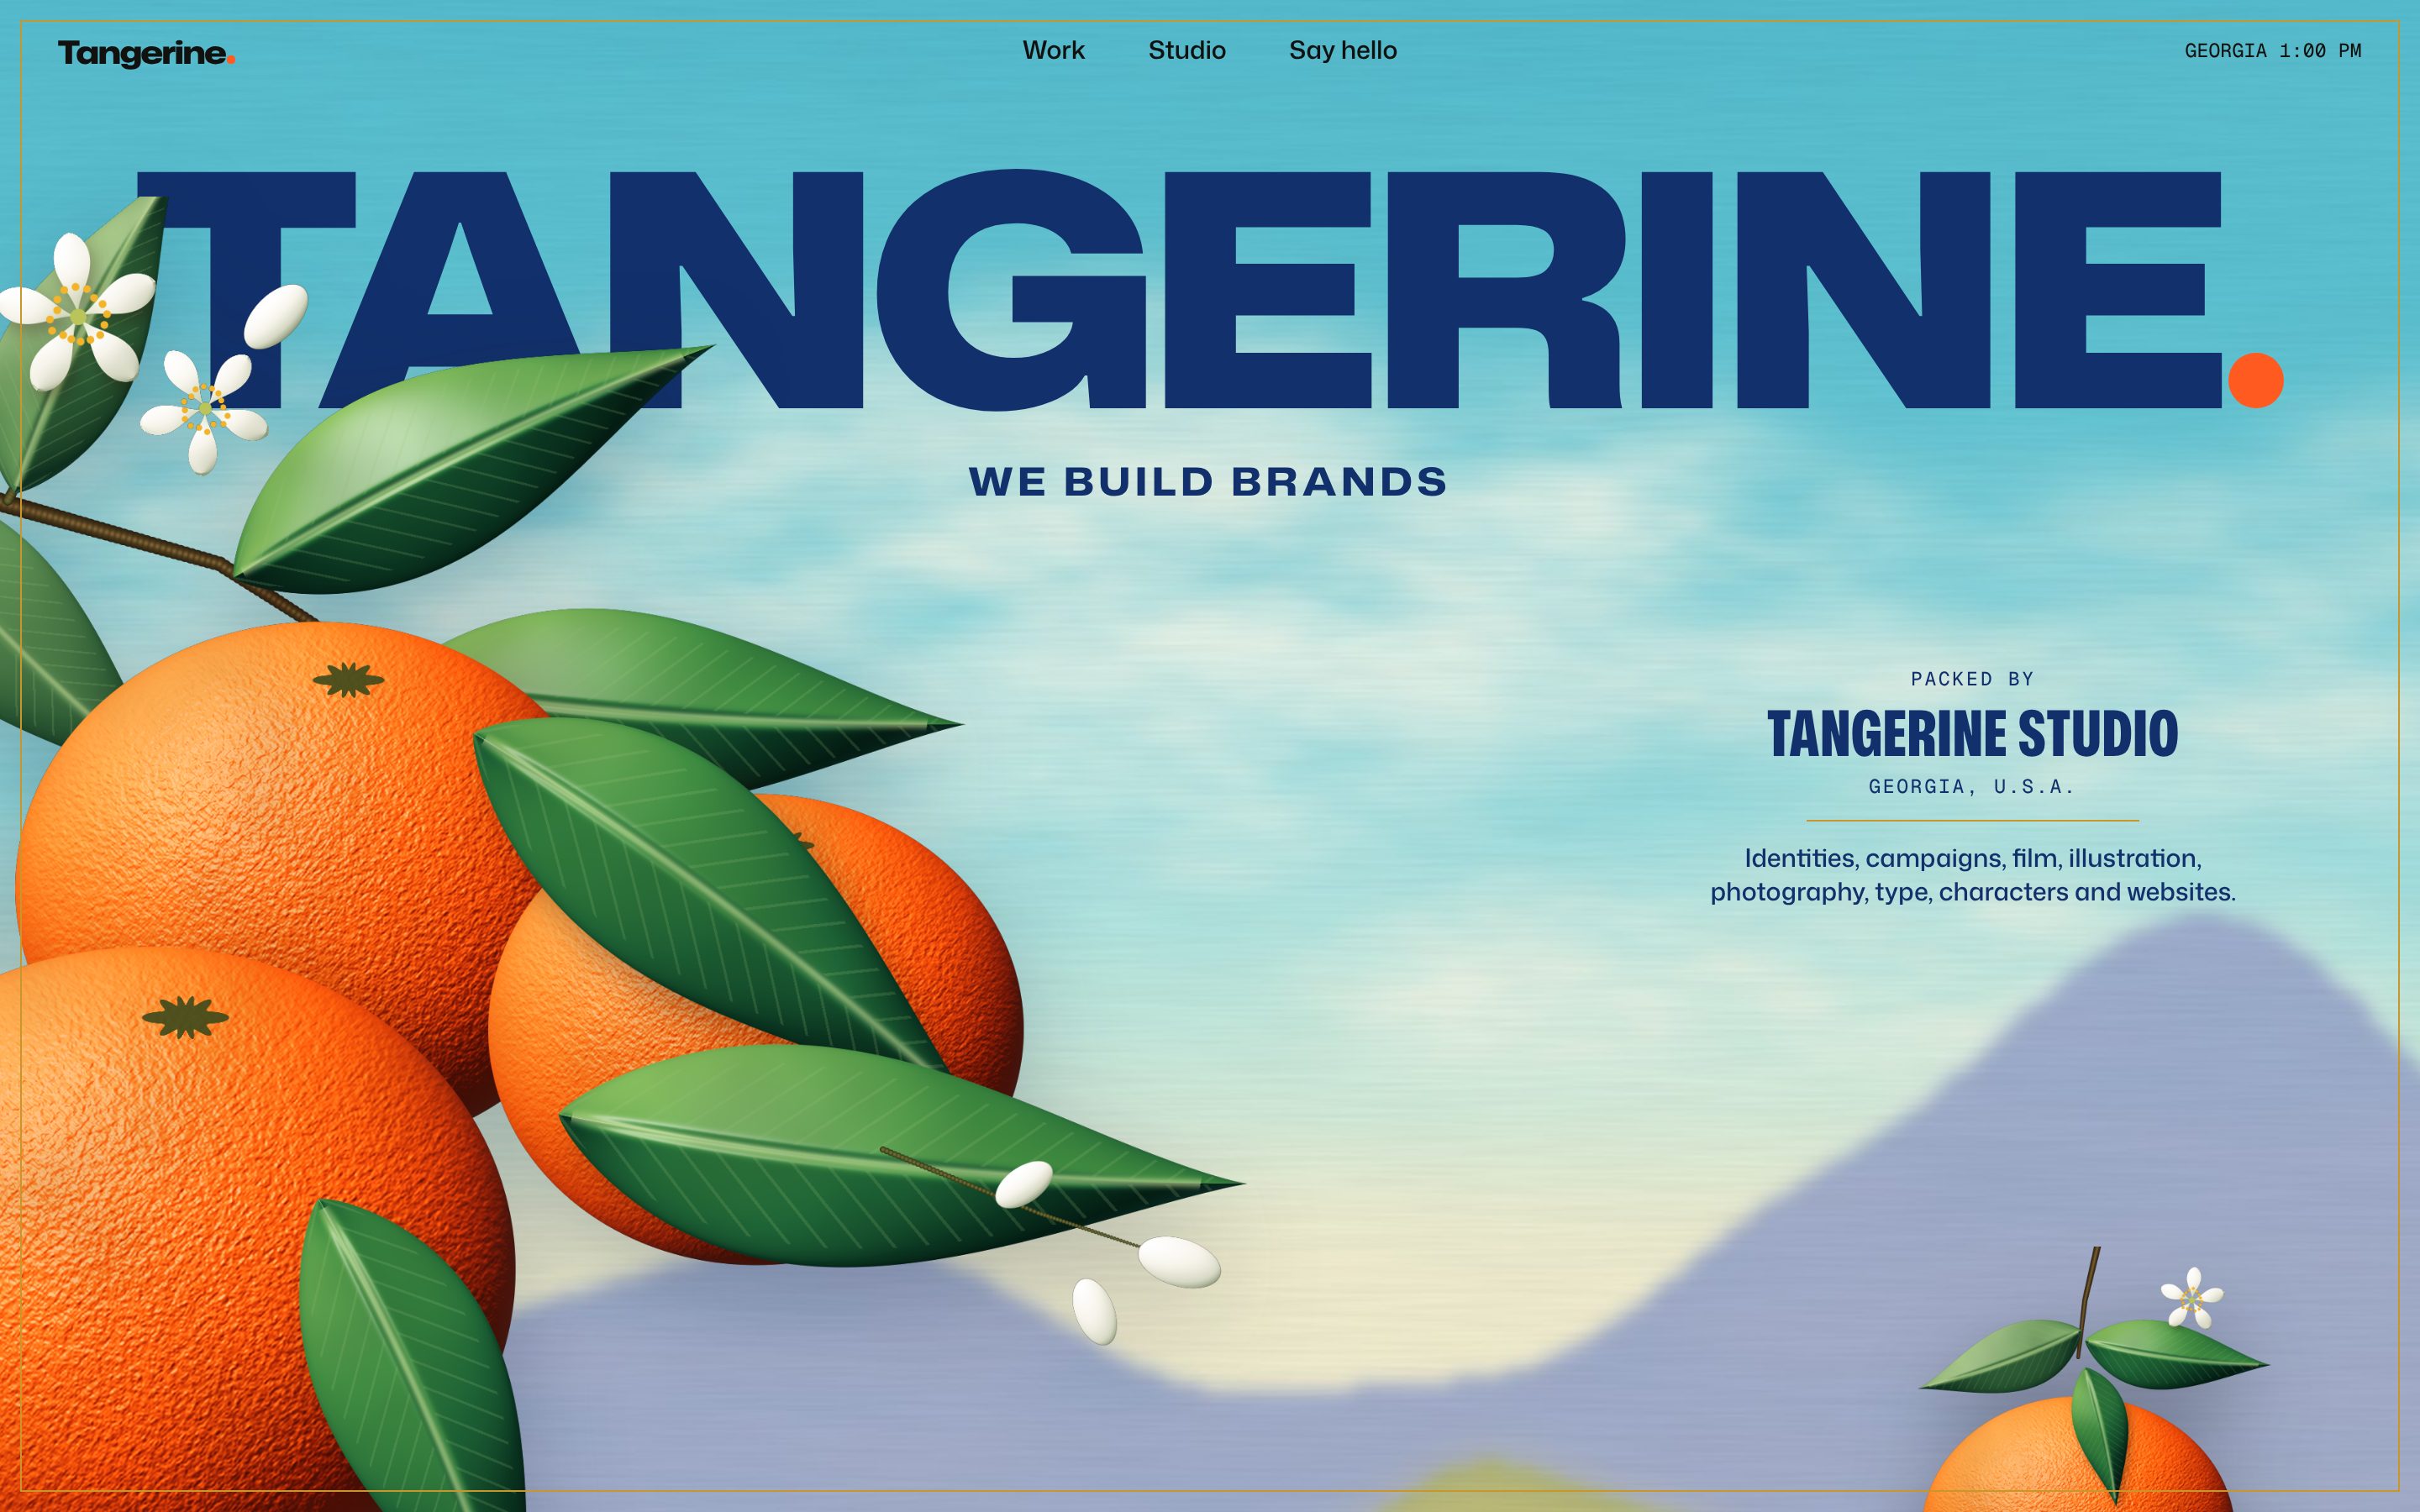 Tangerine.
Work
Studio
Say hello
GEORGIA 1:00 PM
TANGERINE.
WE BUILD BRANDS
PACKED BY
TANGERINE STUDIO
GEORGIA, U.S.A.
Identities, campaigns, film, illustration,
photography, type, characters and websites.